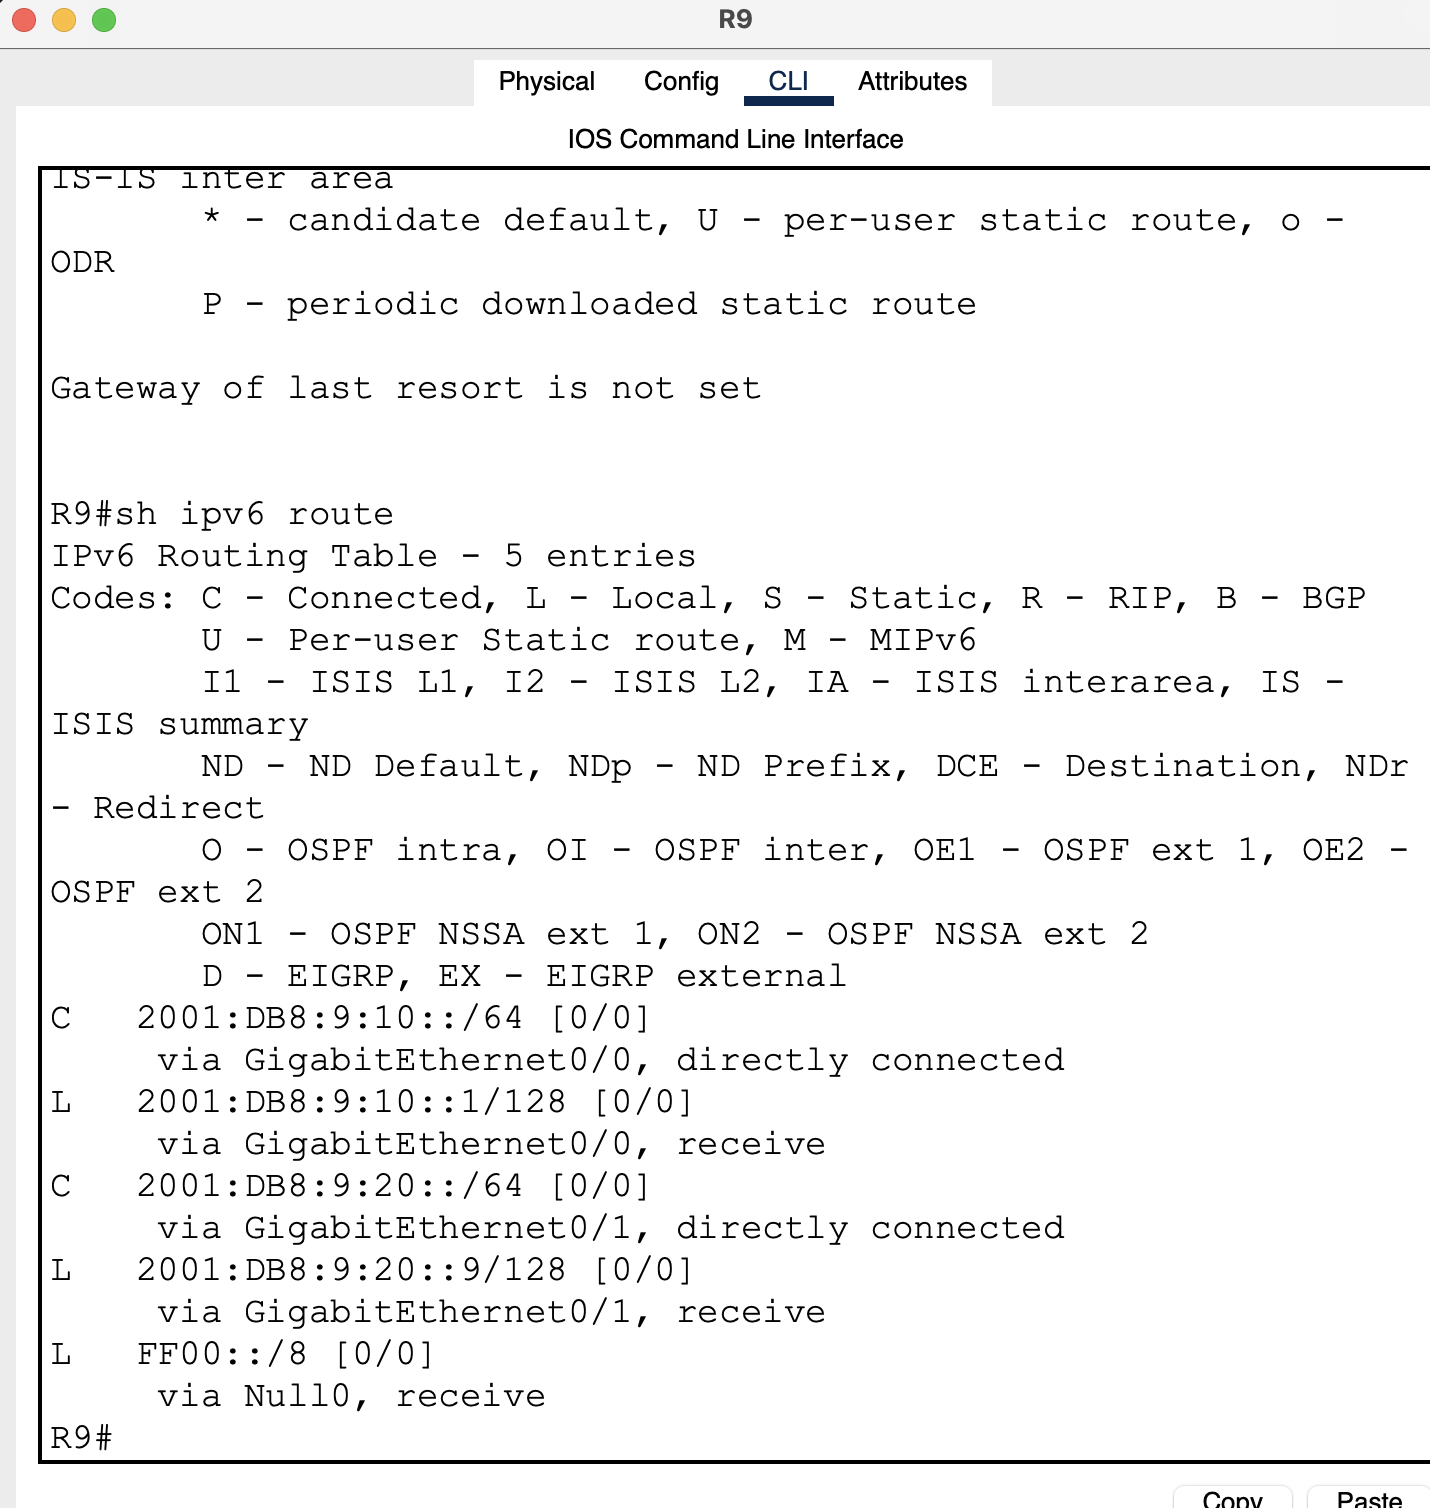 R9
Physical Config CLI Attributes
IOS Command Line Interface
IS-IS inter area
* - candidate default, U - per-user static route, o -
ODR
P - periodic downloaded static route
Gateway of last resort is not set
R9#sh ipv6 route
IPv6 Routing Table - 5 entries
Codes: C - Connected, L - Local, S - Static, R - RIP, B - BGP
U - Per-user Static route, M - MIPv6
I1 - ISIS L1, I2 - ISIS L2, IA - ISIS interarea, IS -
ISIS summary
ND - ND Default, NDp - ND Prefix, DCE - Destination, NDr
- Redirect
O - OSPF intra, OI - OSPF inter, OE1 - OSPF ext 1, OE2 -
OSPF ext 2
ON1 - OSPF NSSA ext 1, ON2 - OSPF NSSA ext 2
D - EIGRP, EX - EIGRP external
C 2001:DB8:9:10::/64 [0/0]
via GigabitEthernet0/0, directly connected
L 2001:DB8:9:10::1/128 [0/0]
via GigabitEthernet0/0, receive
C 2001:DB8:9:20::/64 [0/0]
via GigabitEthernet0/1, directly connected
L 2001:DB8:9:20::9/128 [0/0]
via GigabitEthernet0/1, receive
L FF00::/8 [0/0]
via Null0, receive
R9#
Copy Paste